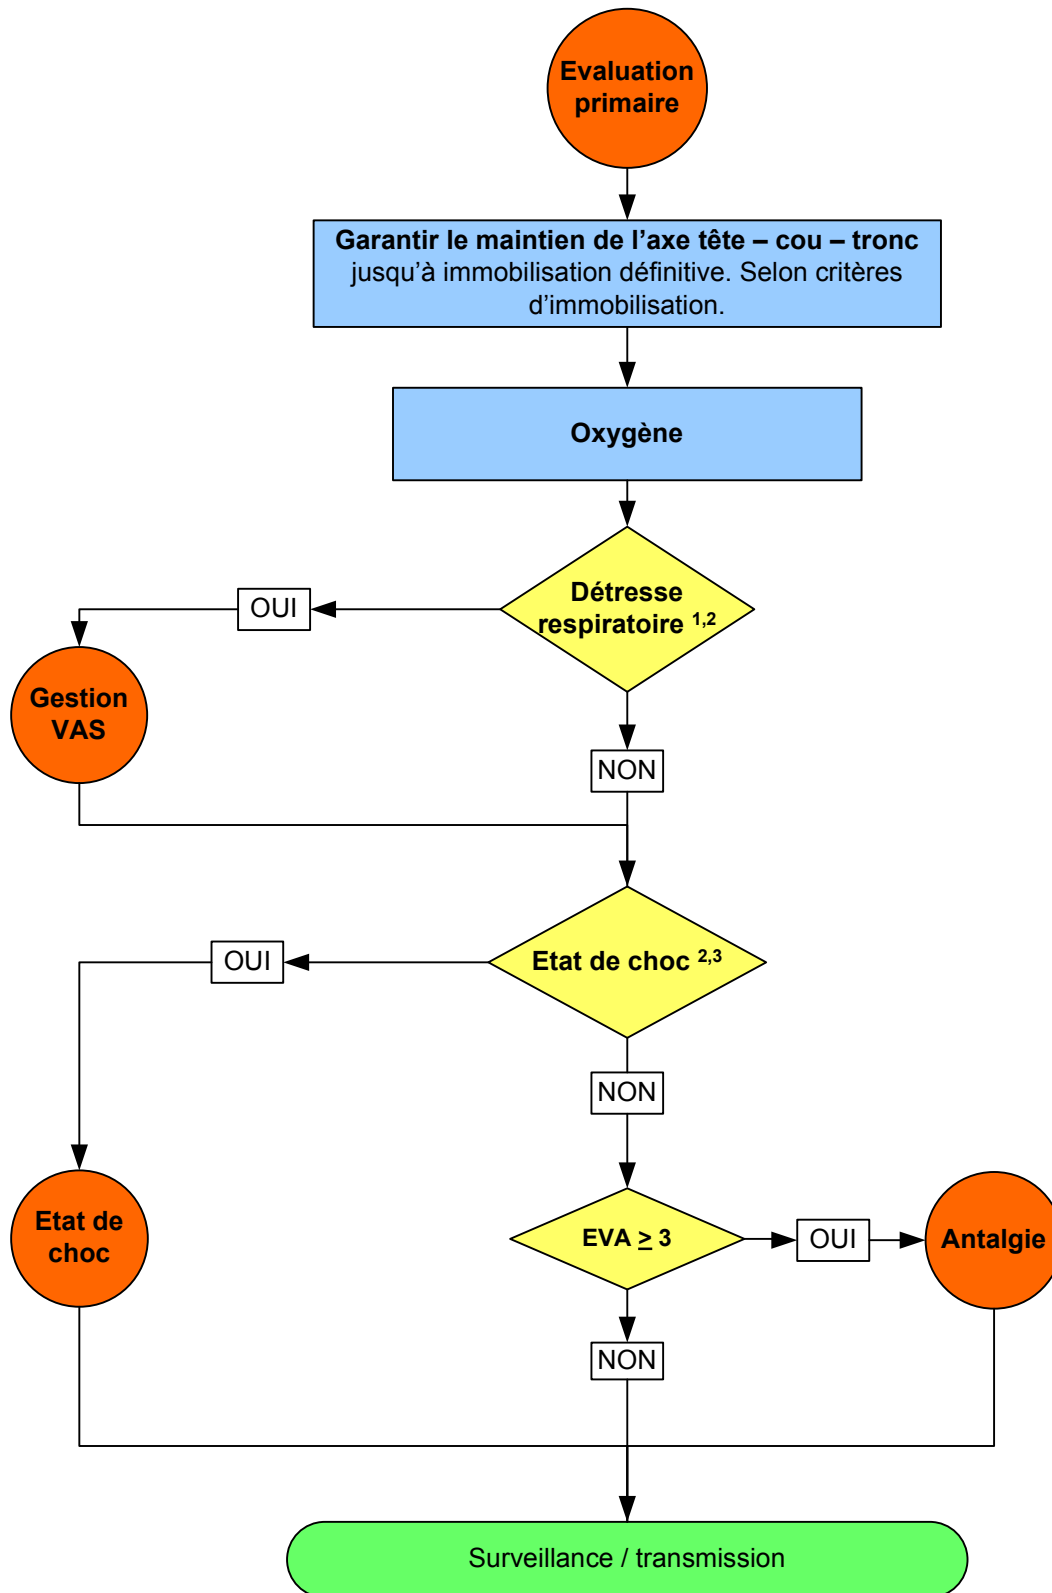 Evaluation
primaire
Garantir le maintien de l'axe tête – cou – tronc
jusqu'à immobilisation définitive. Selon critères
d'immobilisation.
Oxygène
Détresse
respiratoire 1,2
OUI
Gestion
VAS
NON
Etat de choc 2,3
OUI
NON
Etat de
choc
EVA ≥ 3
OUI
Antalgie
NON
Surveillance / transmission